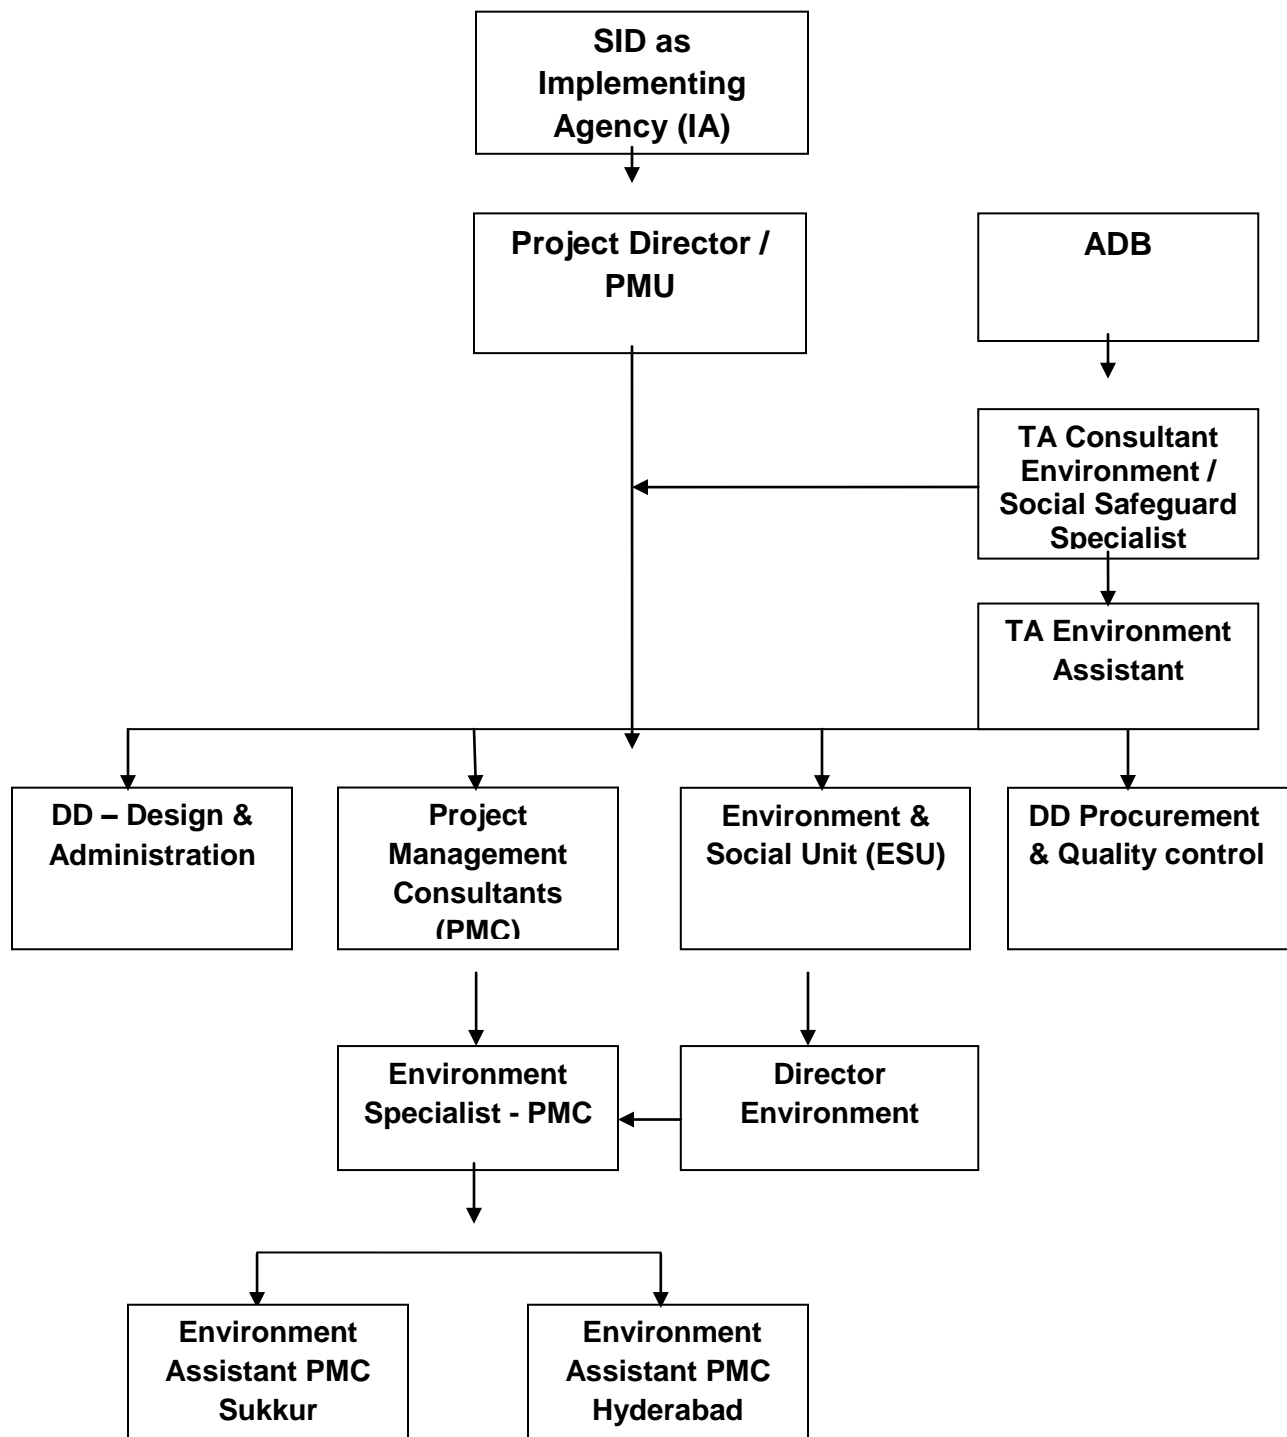 SID as
Implementing
Agency (IA)
Project Director /
PMU
ADB
TA Consultant
Environment /
Social Safeguard
Specialist
TA Environment
Assistant
DD – Design &
Administration
Project
Management
Consultants
(PMC)
Environment &
Social Unit (ESU)
DD Procurement
& Quality control
Environment
Specialist - PMC
Director
Environment
Environment
Assistant PMC
Sukkur
Environment
Assistant PMC
Hyderabad